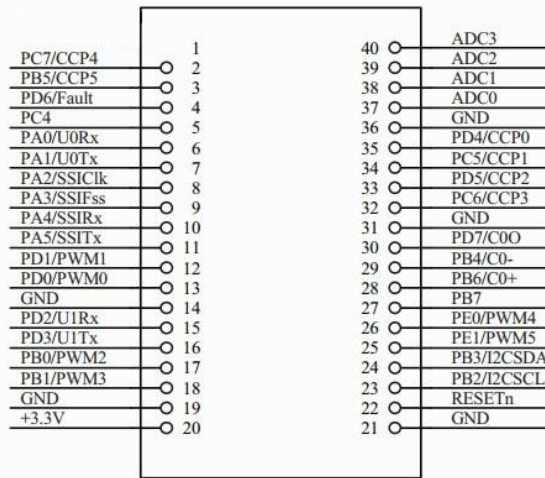 1 40 ADC3
PC7/CCP4 2 39 ADC2
PB5/CCP5 3 38 ADC1
PD6/Fault 4 37 ADC0
PC4 5 36 GND
PA0/U0Rx 6 35 PD4/CCP0
PA1/U0Tx 7 34 PC5/CCP1
PA2/SSIClk 8 33 PD5/CCP2
PA3/SSIFss 9 32 PC6/CCP3
PA4/SSIRx 10 31 GND
PA5/SSITx 11 30 PD7/C0O
PD1/PWM1 12 29 PB4/C0-
PD0/PWM0 13 28 PB6/C0+
GND 14 27 PB7
PD2/U1Rx 15 26 PE0/PWM4
PD3/U1Tx 16 25 PE1/PWM5
PB0/PWM2 17 24 PB3/I2CSDA
PB1/PWM3 18 23 PB2/I2CSCL
GND 19 22 RESETn
+3.3V 20 21 GND